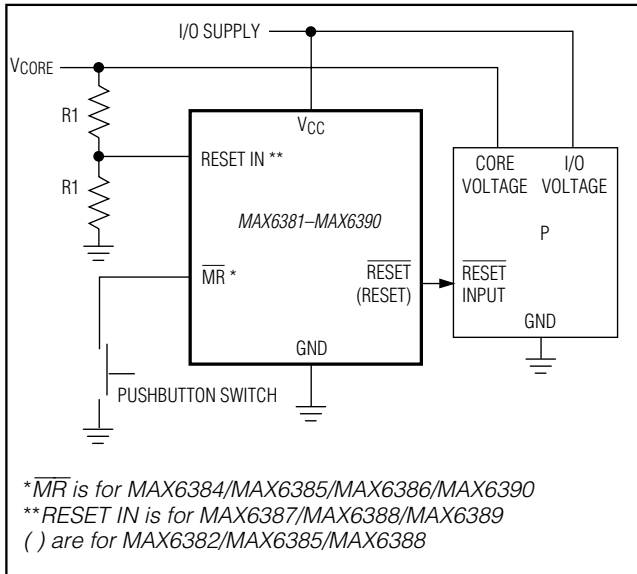 I/O SUPPLY
VCORE
R1
VCC
RESET IN **
CORE VOLTAGE
I/O VOLTAGE
R1
MAX6381–MAX6390
P
MR *
RESET
(RESET)
RESET INPUT
GND
GND
PUSHBUTTON SWITCH
*MR is for MAX6384/MAX6385/MAX6386/MAX6390
**RESET IN is for MAX6387/MAX6388/MAX6389
( ) are for MAX6382/MAX6385/MAX6388